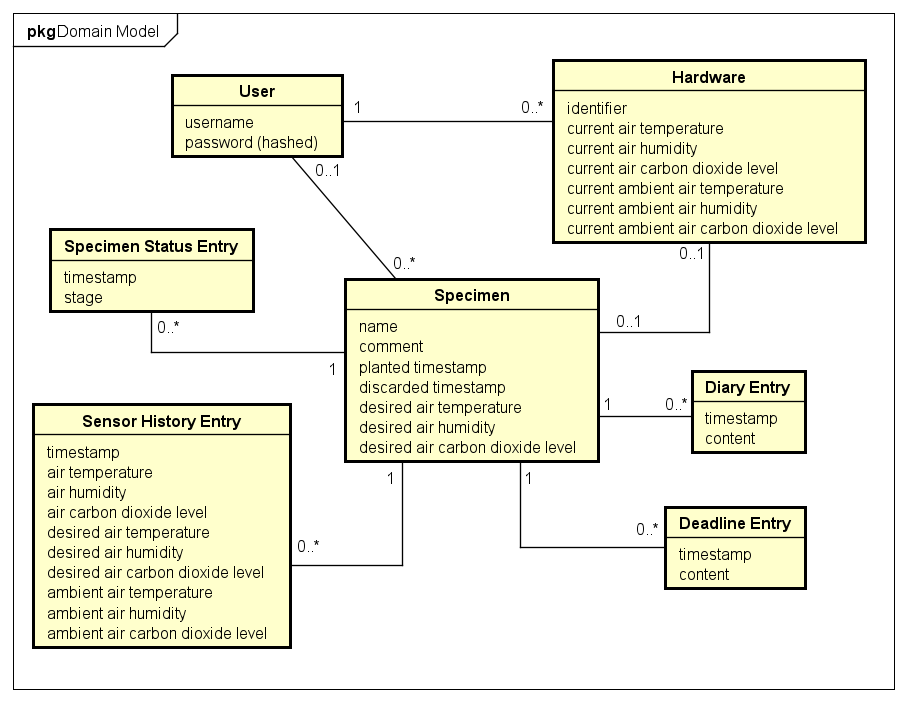 pkg Domain Model
User
username
password (hashed)
1
0..*
0..1
0..*
Hardware
identifier
current air temperature
current air humidity
current air carbon dioxide level
current ambient air temperature
current ambient air humidity
current ambient air carbon dioxide level
0..1
0..1
Specimen Status Entry
timestamp
stage
0..*
1
Specimen
name
comment
planted timestamp
discarded timestamp
desired air temperature
desired air humidity
desired air carbon dioxide level
1
0..*
Diary Entry
timestamp
content
Sensor History Entry
timestamp
air temperature
air humidity
air carbon dioxide level
desired air temperature
desired air humidity
desired air carbon dioxide level
ambient air temperature
ambient air humidity
ambient air carbon dioxide level
1
0..*
1
0..*
Deadline Entry
timestamp
content